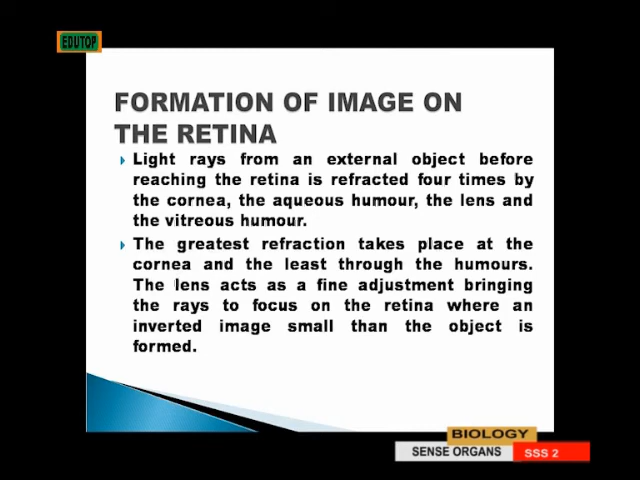 EDUTOP
FORMATION OF IMAGE ON
THE RETINA
Light rays from an external object before
reaching the retina is refracted four times by
the cornea, the aqueous humour, the lens and
the vitreous humour.
The greatest refraction takes place at the
cornea and the least through the humours.
The lens acts as a fine adjustment bringing
the rays to focus on the retina where an
inverted image small than the object is
formed.
BIOLOGY
SENSE ORGANS SSS 2